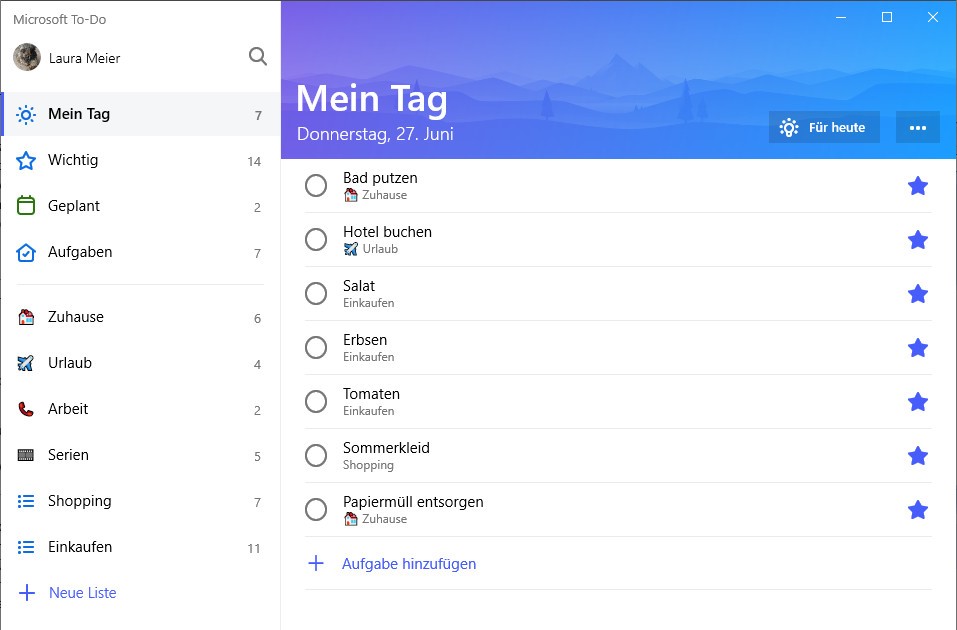 Microsoft To-Do
Laura Meier
Mein Tag 7
Wichtig 14
Geplant 2
Aufgaben 7
Zuhause 6
Urlaub 4
Arbeit 2
Serien 5
Shopping 7
Einkaufen 11
Neue Liste
Mein Tag
Donnerstag, 27. Juni
Für heute
Bad putzen
Zuhause
Hotel buchen
Urlaub
Salat
Einkaufen
Erbsen
Einkaufen
Tomaten
Einkaufen
Sommerkleid
Shopping
Papiermüll entsorgen
Zuhause
Aufgabe hinzufügen